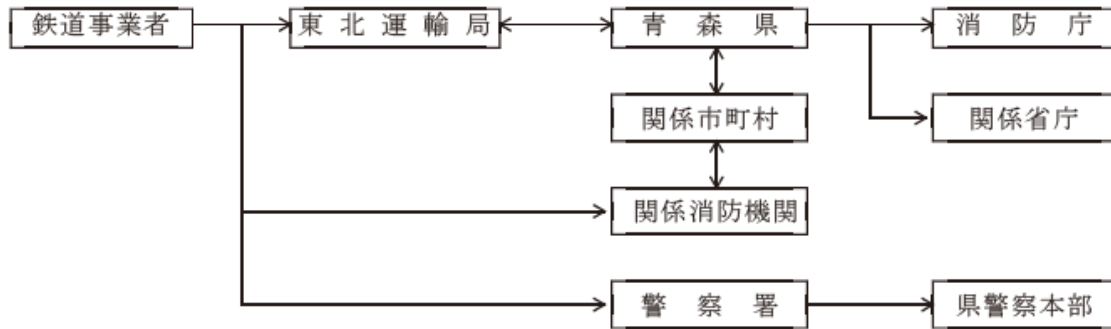 鉄道事業者
東北運輸局
青森県
消防庁
関係市町村
関係省庁
関係消防機関
警察署
県警察本部